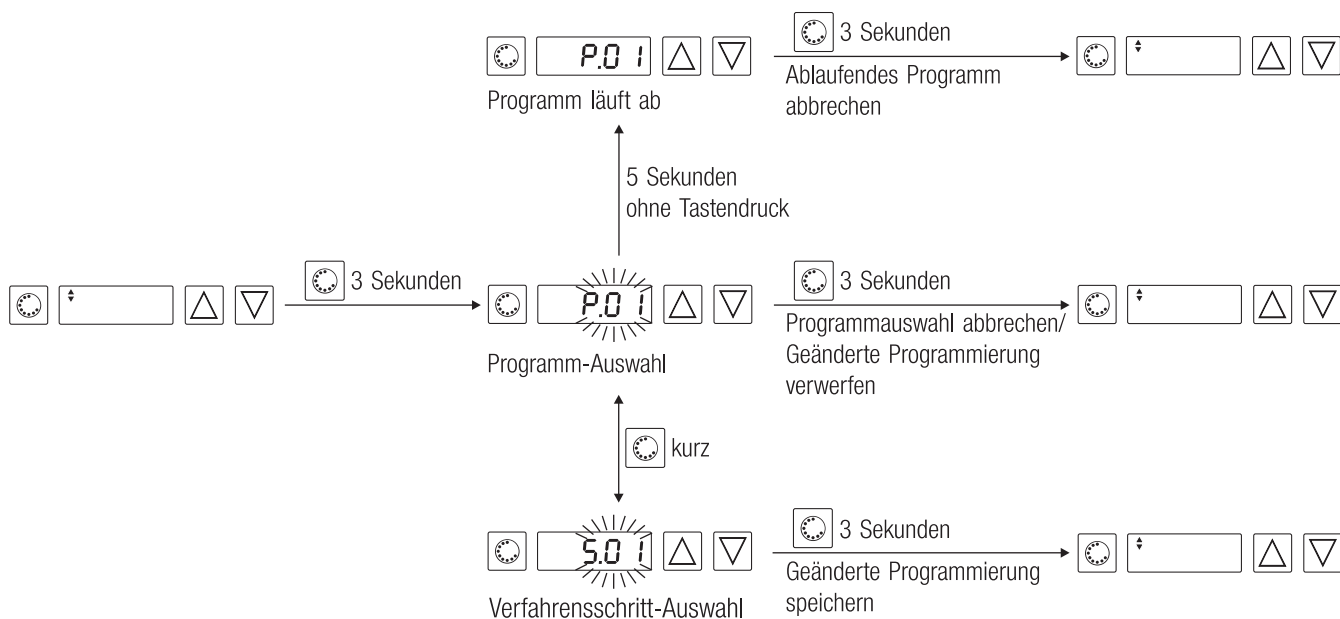 3 Sekunden
P.01
Programm läuft ab
Ablaufendes Programm
abbrechen
5 Sekunden
ohne Tastendruck
3 Sekunden
P.01
Programm-Auswahl
3 Sekunden
Programmauswahl abbrechen/
Geänderte Programmierung
verwerfen
kurz
S.01
Verfahrensschritt-Auswahl
3 Sekunden
Geänderte Programmierung
speichern